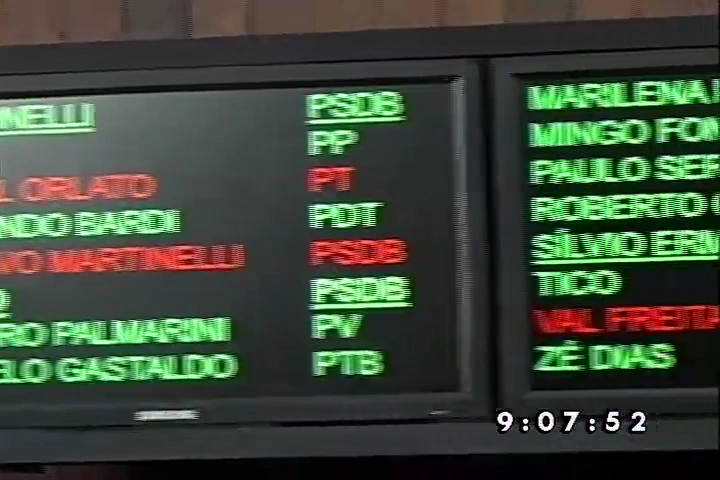 NELLI PSDB
PP
L ORLATO PT
NDO BARDI PDT
VO MARTINELLI PSDB
O PSDB
RO PALMARINI PV
ELO GASTALDO PTB
MARILENA
MINGO FON
PAULO SER
ROBERTO
SÍLVIO ERM
TICO
VAL FREITA
ZÉ DIAS
9:07:52